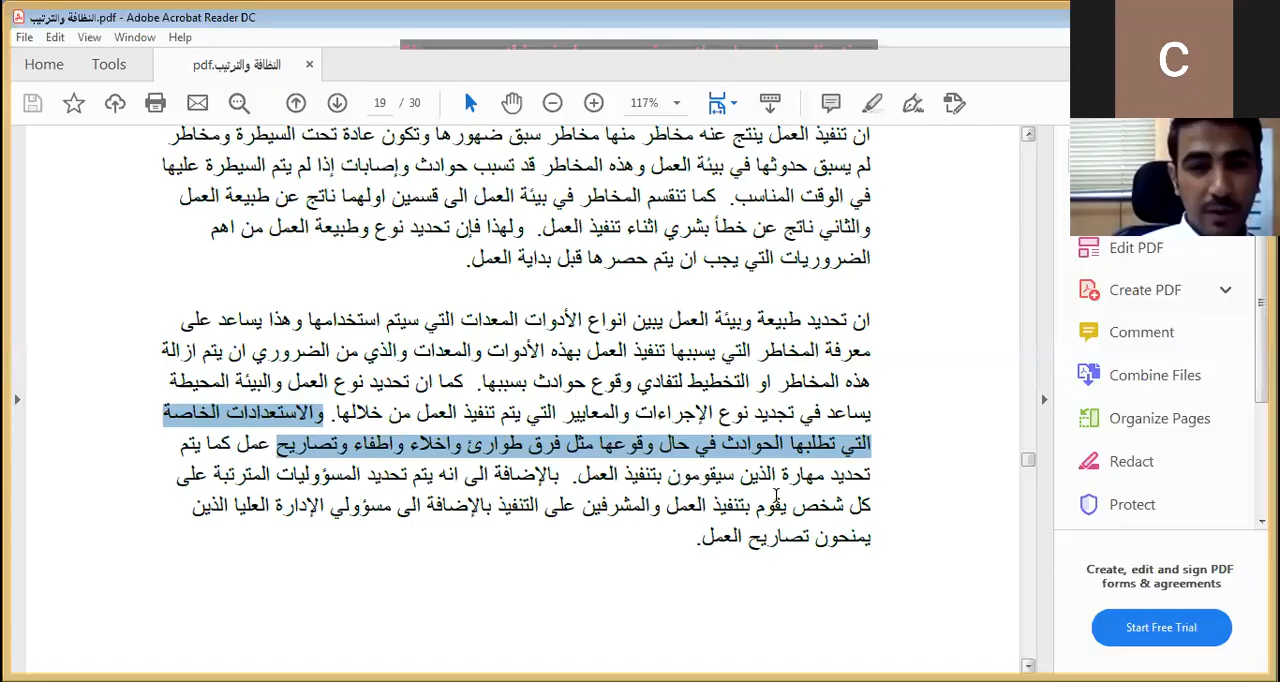 النظافة والترتيب.pdf - Adobe Acrobat Reader DC
File Edit View Window Help
Home Tools النظافة والترتيب.pdf ×
19 / 30 117%
C
ان تنفيذ العمل ينتج عنه مخاطر منها مخاطر سبق ضهورها وتكون عادة تحت السيطرة ومخاطر
لم يسبق حدوثها في بيئة العمل وهذه المخاطر قد تسبب حوادث وإصابات إذا لم يتم السيطرة عليها
في الوقت المناسب. كما تنقسم المخاطر في بيئة العمل الى قسمين اولهما ناتج عن طبيعة العمل
والثاني ناتج عن خطأ بشري اثناء تنفيذ العمل. ولهذا فإن تحديد نوع وطبيعة العمل من اهم
الضروريات التي يجب ان يتم حصرها قبل بداية العمل.
ان تحديد طبيعة وبيئة العمل يبين انواع الأدوات المعدات التي سيتم استخدامها وهذا يساعد على
معرفة المخاطر التي يسببها تنفيذ العمل بهذه الأدوات والمعدات والذي من الضروري ان يتم ازالة
هذه المخاطر او التخطيط لتفادي وقوع حوادث بسببها. كما ان تحديد نوع العمل والبيئة المحيطة
يساعد في تجديد نوع الإجراءات والمعايير التي يتم تنفيذ العمل من خلالها. والاستعدادات الخاصة
التي تطلبها الحوادث في حال وقوعها مثل فرق طوارئ واخلاء واطفاء وتصاريح عمل كما يتم
تحديد مهارة الذين سيقومون بتنفيذ العمل. بالإضافة الى انه يتم تحديد المسؤوليات المترتبة على
كل شخص يقوم بتنفيذ العمل والمشرفين على التنفيذ بالإضافة الى مسؤولي الإدارة العليا الذين
يمنحون تصاريح العمل.
Edit PDF
Create PDF
Comment
Combine Files
Organize Pages
Redact
Protect
Create, edit and sign PDF
forms & agreements
Start Free Trial